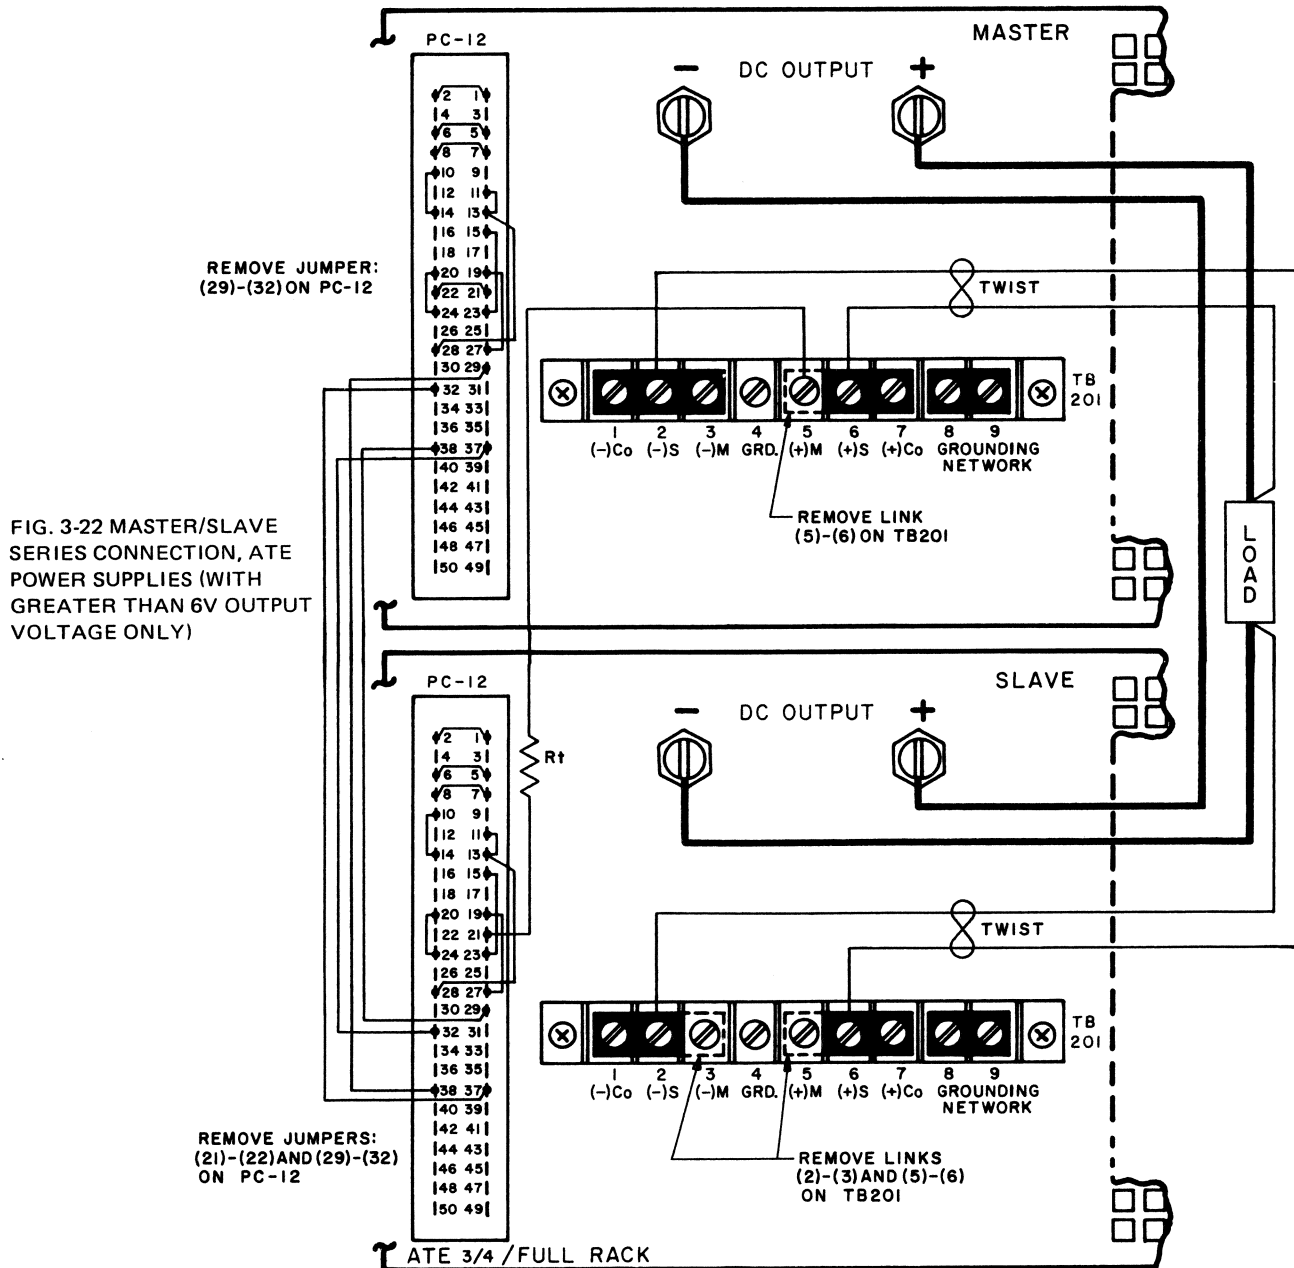 PC-12
MASTER
− DC OUTPUT +
2 1
4 3
6 5
8 7
10 9
12 11
14 13
16 15
18 17
20 19
22 21
24 23
26 25
28 27
30 29
32 31
34 33
36 35
38 37
40 39
42 41
44 43
46 45
48 47
50 49
REMOVE JUMPER:
(29)-(32) ON PC-12
TWIST
TB
201
1 2 3 4 5 6 7 8 9
(-)Co (-)S (-)M GRD. (+)M (+)S (+)Co GROUNDING
NETWORK
REMOVE LINK
(5)-(6) ON TB201
LOAD
FIG. 3-22 MASTER/SLAVE
SERIES CONNECTION, ATE
POWER SUPPLIES (WITH
GREATER THAN 6V OUTPUT
VOLTAGE ONLY)
PC-12
SLAVE
− DC OUTPUT +
2 1
4 3
6 5
8 7
10 9
12 11
14 13
16 15
18 17
20 19
22 21
24 23
26 25
28 27
30 29
32 31
34 33
36 35
38 37
40 39
42 41
44 43
46 45
48 47
50 49
Rt
TWIST
TB
201
1 2 3 4 5 6 7 8 9
(-)Co (-)S (-)M GRD. (+)M (+)S (+)Co GROUNDING
NETWORK
REMOVE JUMPERS:
(21)-(22) AND (29)-(32)
ON PC-12
REMOVE LINKS
(2)-(3) AND (5)-(6)
ON TB201
ATE 3/4 / FULL RACK